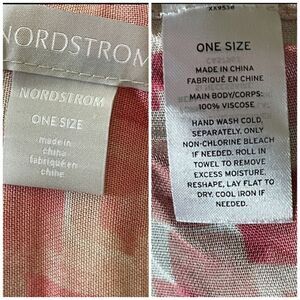 NORDSTROM
NORDSTROM
ONE SIZE
made in
china
fabriqué en
chine
ONE SIZE
MADE IN CHINA
FABRIQUÉ EN CHINE
MAIN BODY/CORPS:
100% VISCOSE
HAND WASH COLD,
SEPARATELY. ONLY
NON-CHLORINE BLEACH
IF NEEDED. ROLL IN
TOWEL TO REMOVE
EXCESS MOISTURE,
RESHAPE, LAY FLAT TO
DRY. COOL IRON IF
NEEDED.